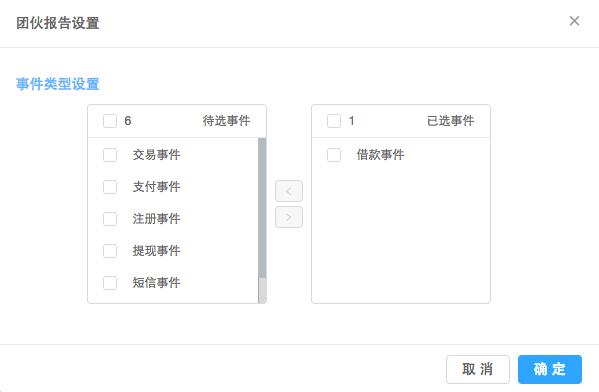 团伙报告设置
事件类型设置
6 待选事件
交易事件
支付事件
注册事件
提现事件
短信事件
1 已选事件
借款事件
取 消
确 定